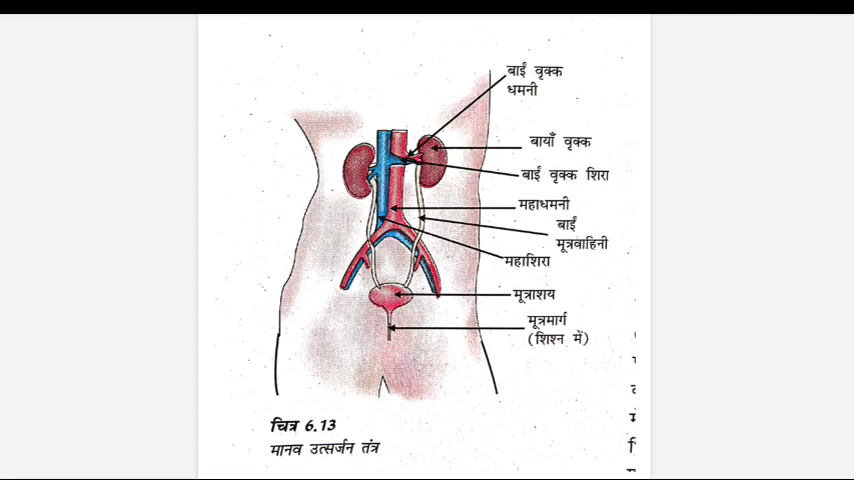 बाईं वृक्क
धमनी
बायाँ वृक्क
बाईं वृक्क शिरा
महाधमनी
बाईं
मूत्रवाहिनी
महाशिरा
मूत्राशय
मूत्रमार्ग
(शिश्न में)
चित्र 6.13
मानव उत्सर्जन तंत्र